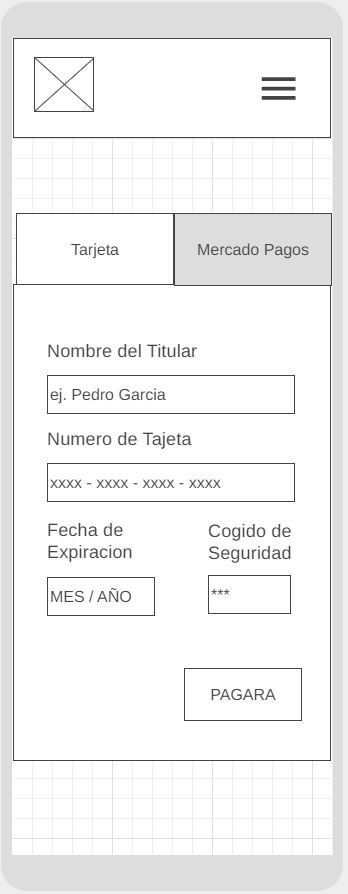 Tarjeta
Mercado Pagos
Nombre del Titular
ej. Pedro Garcia
Numero de Tajeta
xxxx - xxxx - xxxx - xxxx
Fecha de
Expiracion
Cogido de
Seguridad
MES / AÑO
***
PAGARA